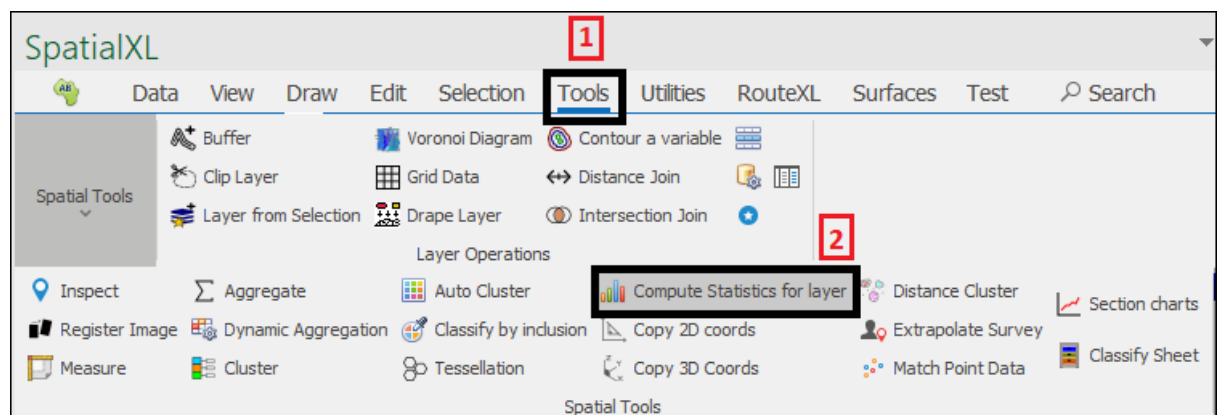 SpatialXL
1
AB Data View Draw Edit Selection Tools Utilities RouteXL Surfaces Test Search
Buffer Voronoi Diagram Contour a variable
Spatial Tools
Clip Layer Grid Data Distance Join
Layer from Selection Drape Layer Intersection Join
2
Layer Operations
Inspect Aggregate Auto Cluster Compute Statistics for layer Distance Cluster
Section charts
Register Image Dynamic Aggregation Classify by inclusion Copy 2D coords Extrapolate Survey
Classify Sheet
Measure Cluster Tessellation Copy 3D Coords Match Point Data
Spatial Tools